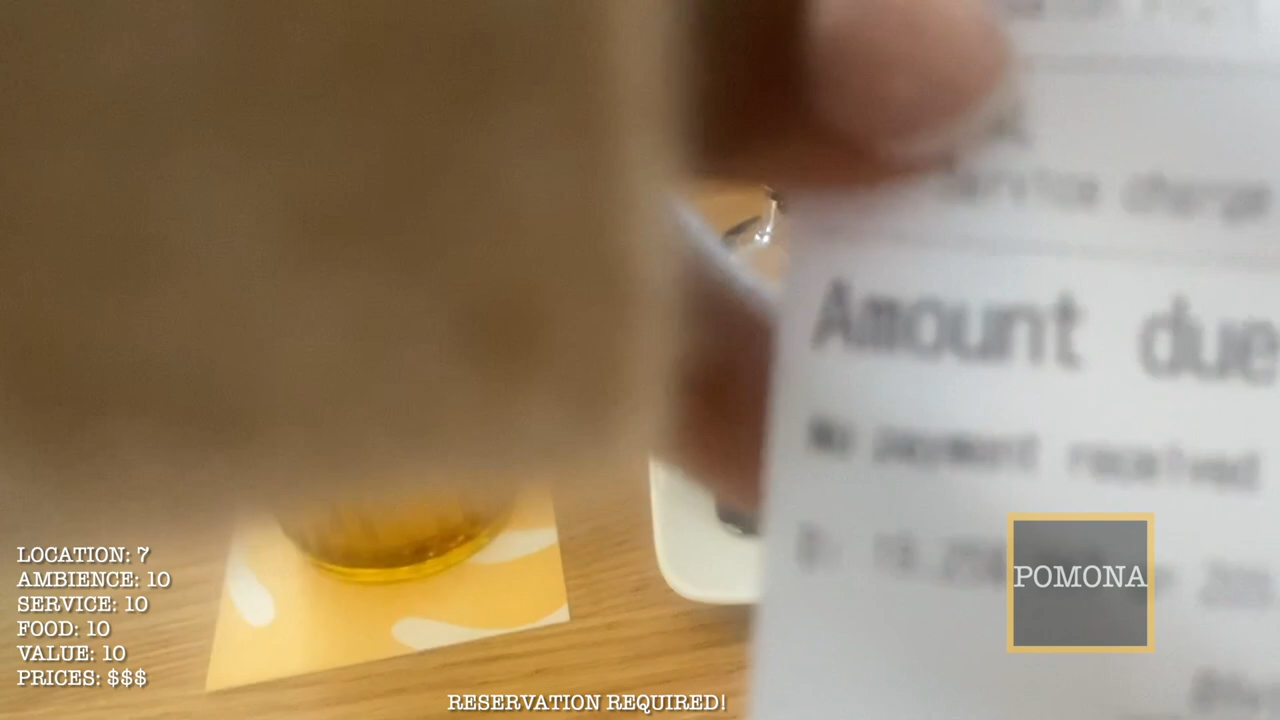 Service charge
Amount due
No payment received
POMONA
LOCATION: 7
AMBIENCE: 10
SERVICE: 10
FOOD: 10
VALUE: 10
PRICES: $$$
RESERVATION REQUIRED!